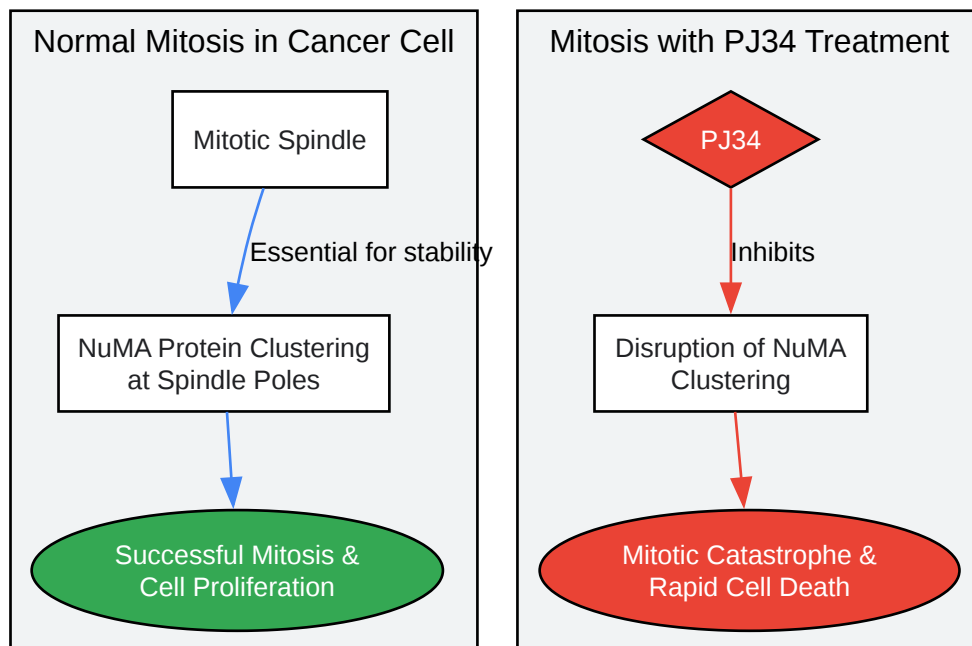 Normal Mitosis in Cancer Cell
Mitotic Spindle
Essential for stability
NuMA Protein Clustering
at Spindle Poles
Successful Mitosis &
Cell Proliferation
Mitosis with PJ34 Treatment
PJ34
Inhibits
Disruption of NuMA
Clustering
Mitotic Catastrophe &
Rapid Cell Death